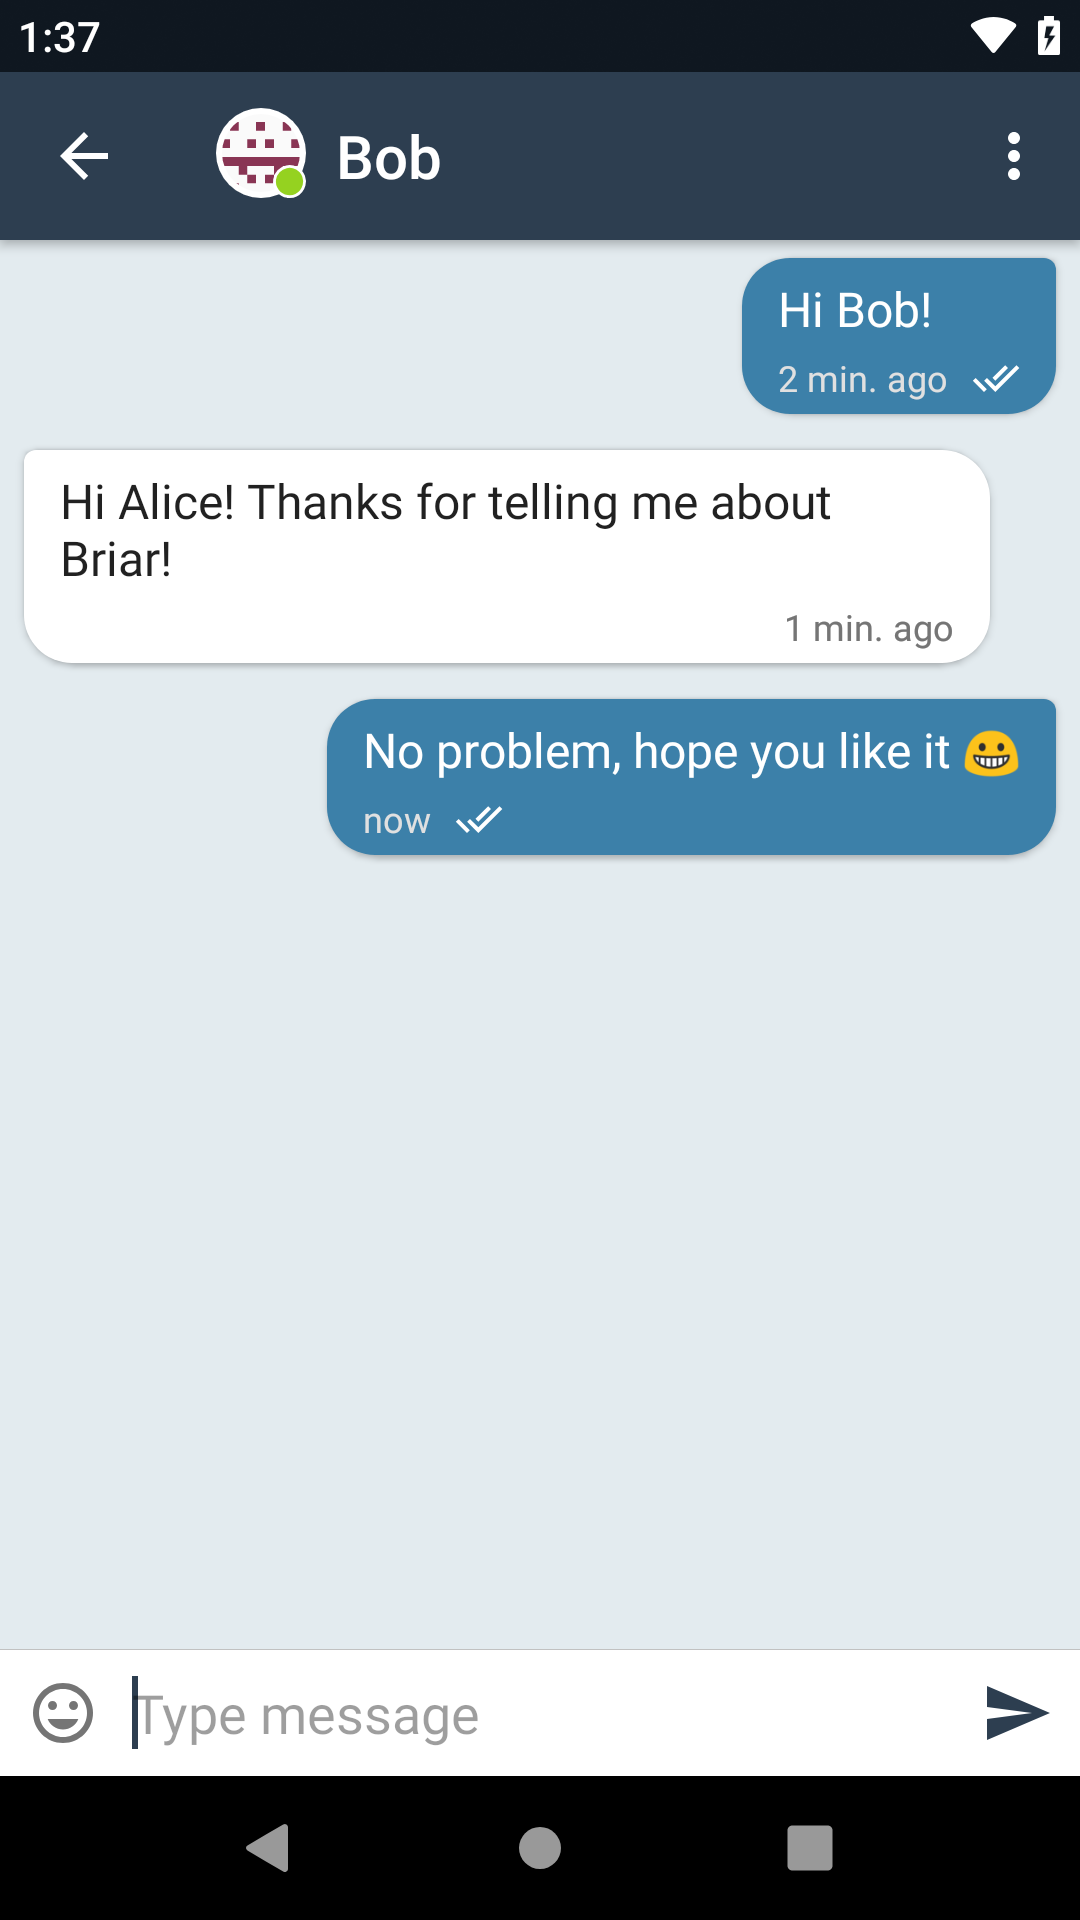 1:37
Bob
Hi Bob!
2 min. ago
Hi Alice! Thanks for telling me about
Briar!
1 min. ago
No problem, hope you like it 😀
now
Type message